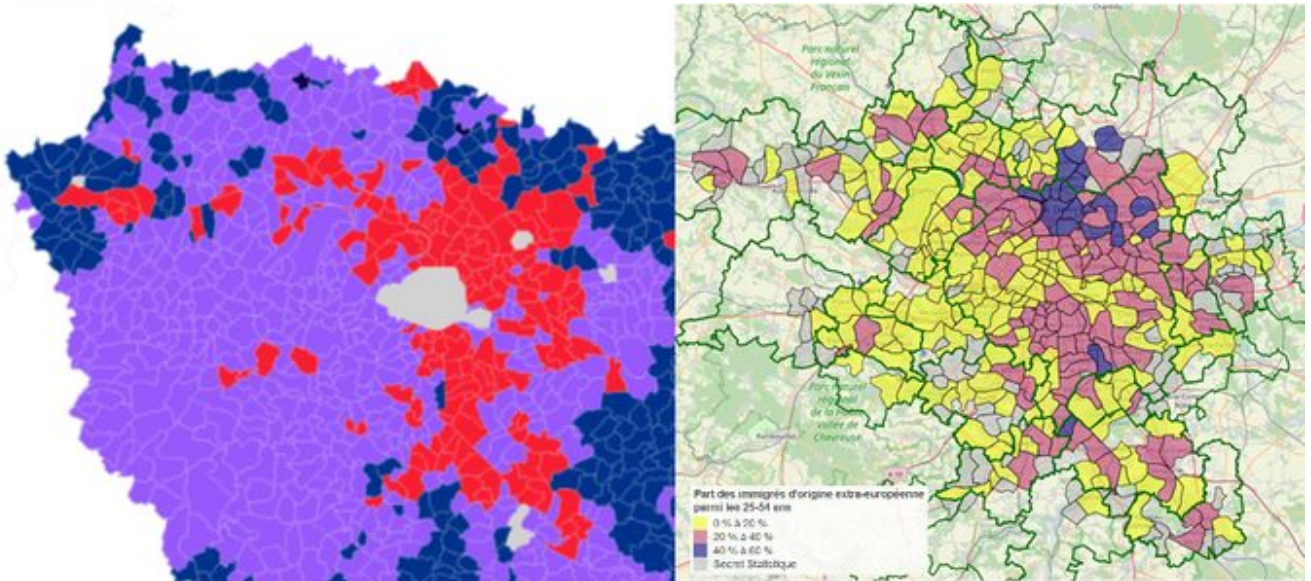 Parc naturel
régional
du Vexin
Français
Parc naturel
régional
de la Haute
vallée de
Chevreuse
Part des immigrés d'origine extra-européenne
parmi les 25-54 ans
0 % à 20 %
20 % à 40 %
40 % à 60 %
Secret Statistique